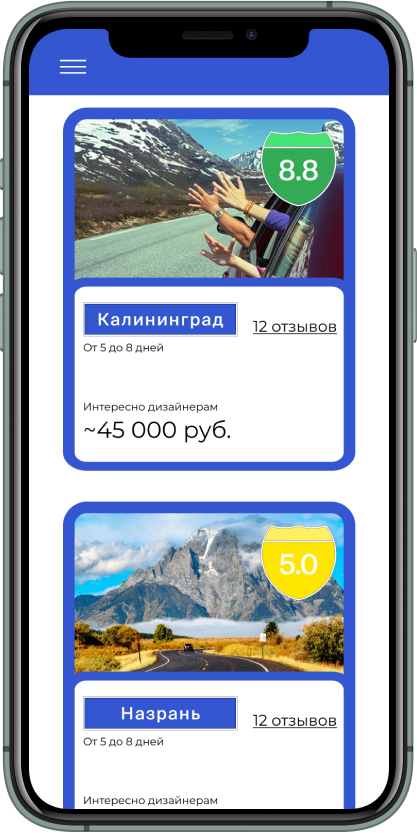 8.8
Калининград
12 отзывов
От 5 до 8 дней
Интересно дизайнерам
~45 000 руб.
5.0
Назрань
12 отзывов
От 5 до 8 дней
Интересно дизайнерам